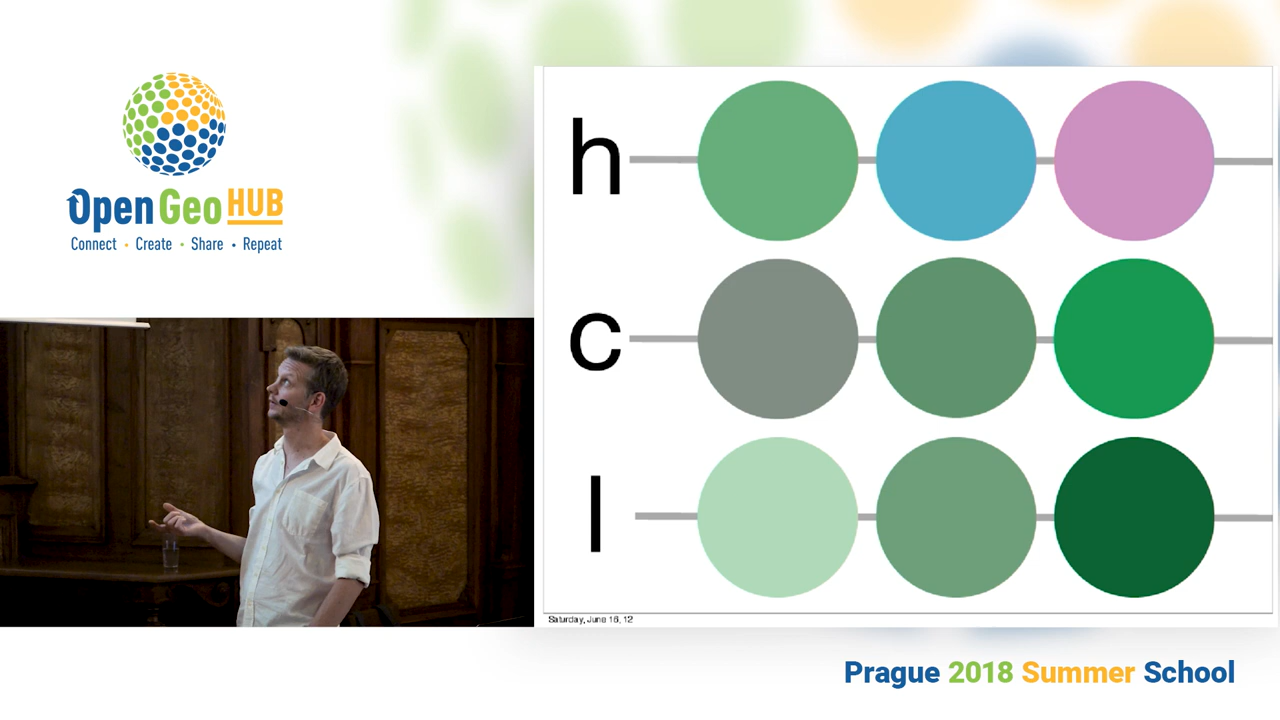 Open Geo HUB
Connect • Create • Share • Repeat
h
c
l
Saturday, June 16, 12
Prague 2018 Summer School